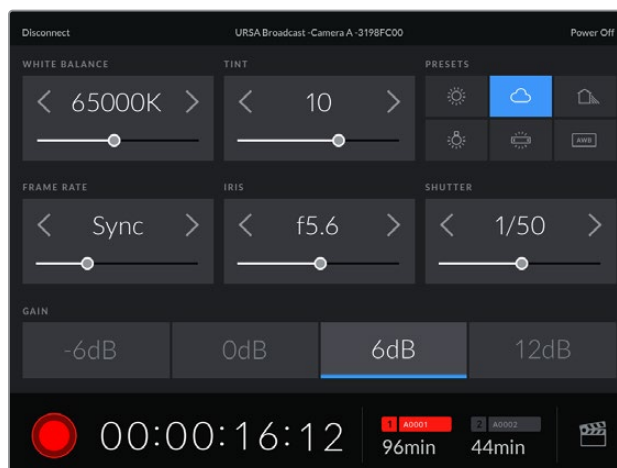 Disconnect URSA Broadcast -Camera A -3198FC00 Power Off
WHITE BALANCE TINT PRESETS
65000K 10
AWB
FRAME RATE IRIS SHUTTER
Sync f5.6 1/50
GAIN
-6dB 0dB 6dB 12dB
00:00:16:12 1 A0001 2 A0002
96min 44min